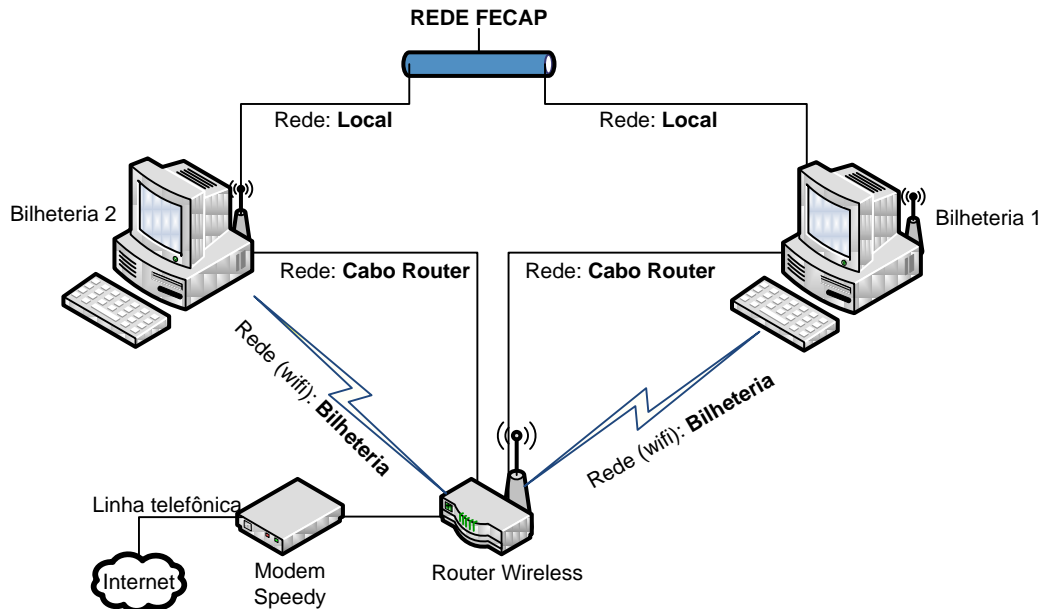 REDE FECAP
Rede: Local
Rede: Local
Bilheteria 2
Bilheteria 1
Rede: Cabo Router
Rede: Cabo Router
Rede (wifi): Bilheteria
Rede (wifi): Bilheteria
Linha telefônica
Internet
Modem
Speedy
Router Wireless